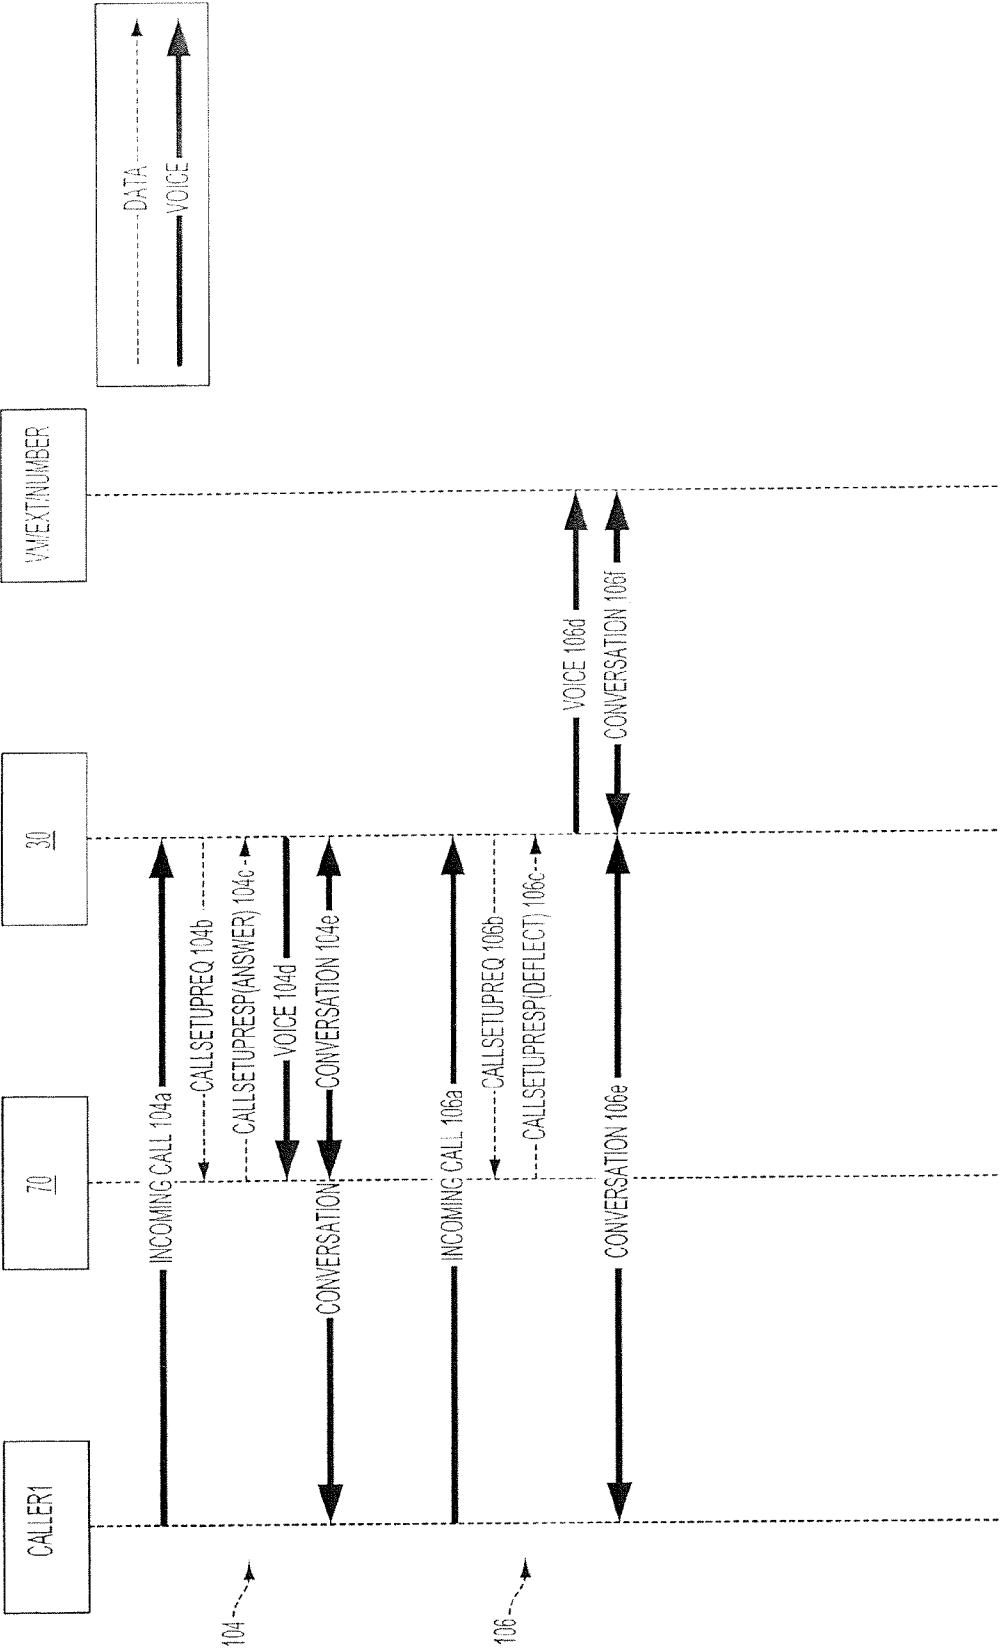 CALLER1
70
30
VM/EXT/NUMBER
DATA
VOICE
104
INCOMING CALL 104a
CALLSETUPREQ 104b
CALLSETUPRESP(ANSWER) 104c
VOICE 104d
CONVERSATION
CONVERSATION 104e
106
INCOMING CALL 106a
CALLSETUPREQ 106b
CALLSETUPRESP(DEFLECT) 106c
VOICE 106d
CONVERSATION 106e
CONVERSATION 106f